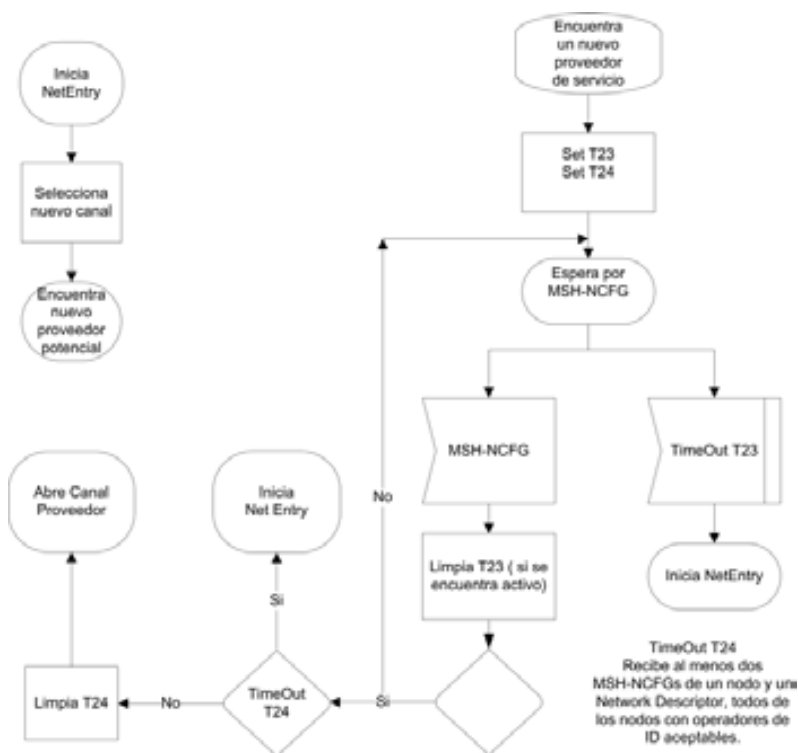 Encuentra
un nuevo
proveedor
de servicio
Inicia
NetEntry
Set T23
Set T24
Selecciona
nuevo canal
Espera por
MSH-NCFG
Encuentra
nuevo
proveedor
potencial
MSH-NCFG
TimeOut T23
Abre Canal
Proveedor
Inicia
Net Entry
No
Limpia T23 ( si se
encuentra activo)
Inicia NetEntry
Si
TimeOut T24
Recibe al menos dos
MSH-NCFGs de un nodo y une
Network Descriptor, todos de
los nodos con operadores de
ID aceptables.
Limpia T24
No
TimeOut
T24
Si